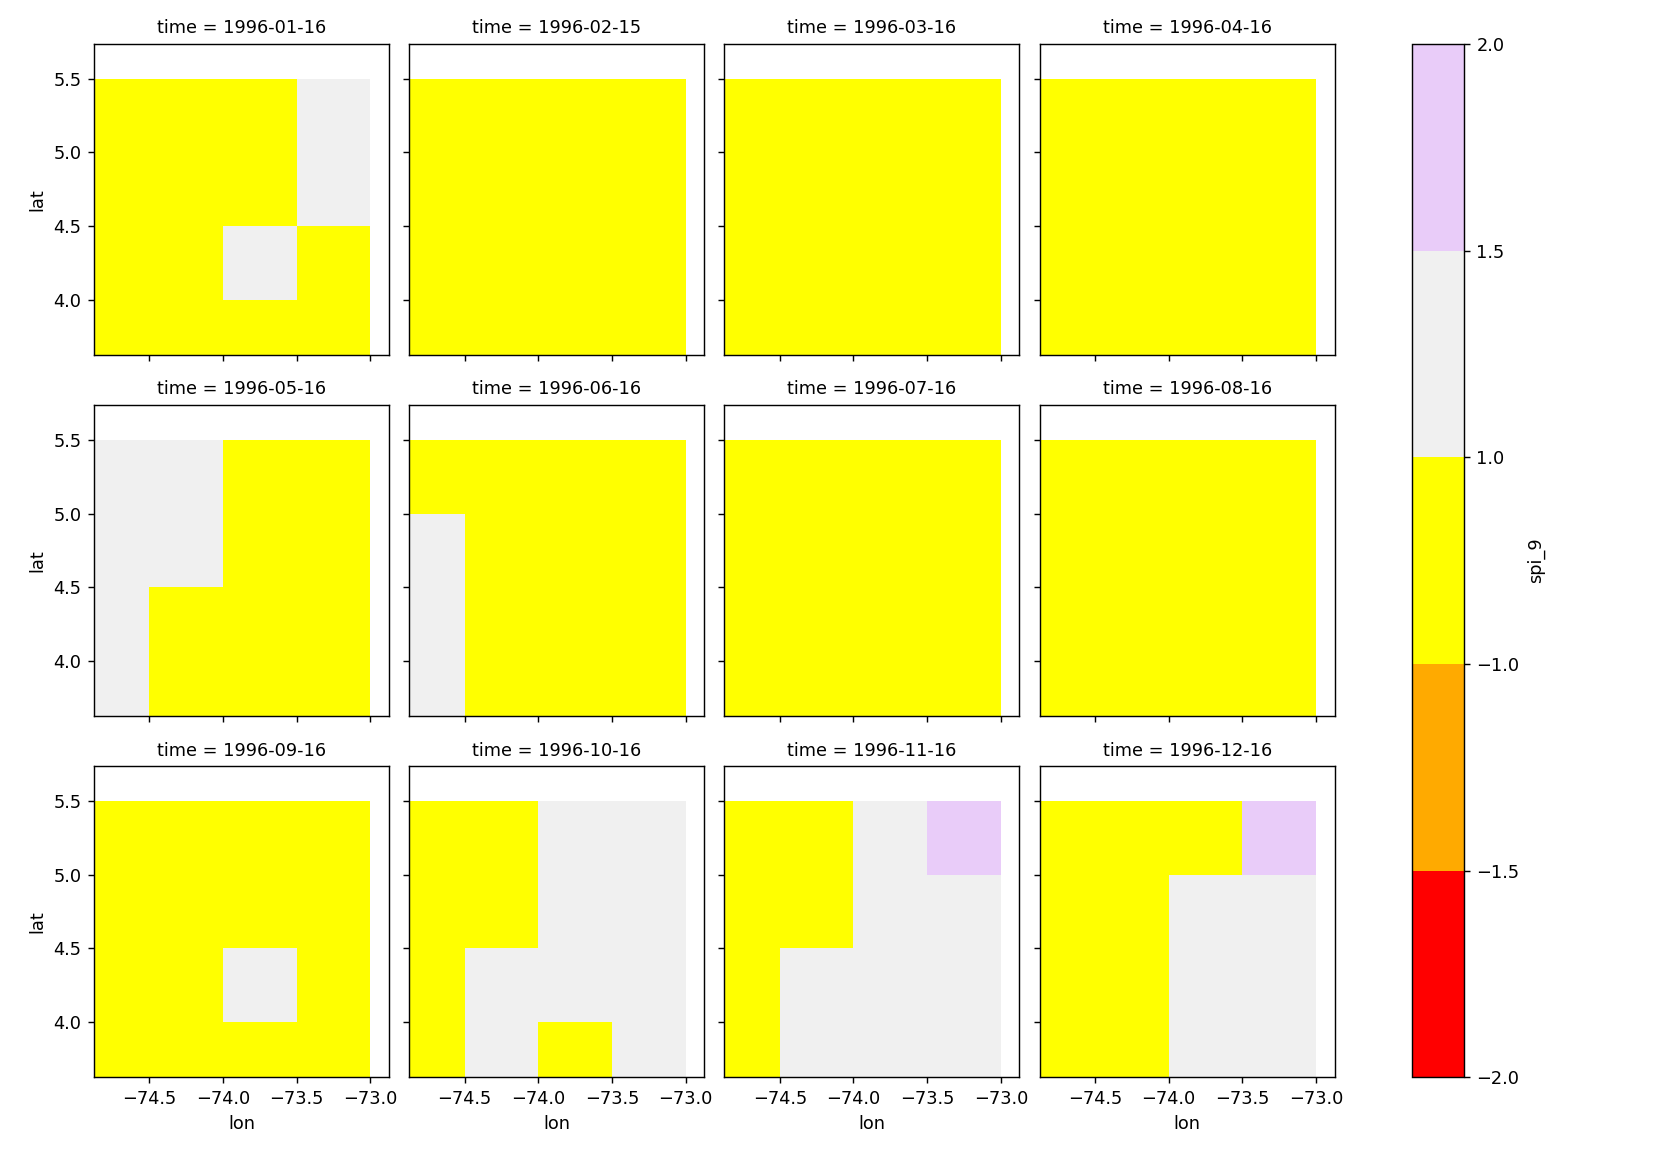 time = 1996-01-16
time = 1996-02-15
time = 1996-03-16
time = 1996-04-16
5.5
5.0
4.5
4.0
lat
time = 1996-05-16
time = 1996-06-16
time = 1996-07-16
time = 1996-08-16
5.5
5.0
4.5
4.0
lat
time = 1996-09-16
time = 1996-10-16
time = 1996-11-16
time = 1996-12-16
5.5
5.0
4.5
4.0
lat
−74.5 −74.0 −73.5 −73.0
lon
−74.5 −74.0 −73.5 −73.0
lon
−74.5 −74.0 −73.5 −73.0
lon
−74.5 −74.0 −73.5 −73.0
lon
2.0
1.5
1.0
−1.0
−1.5
−2.0
spi_9